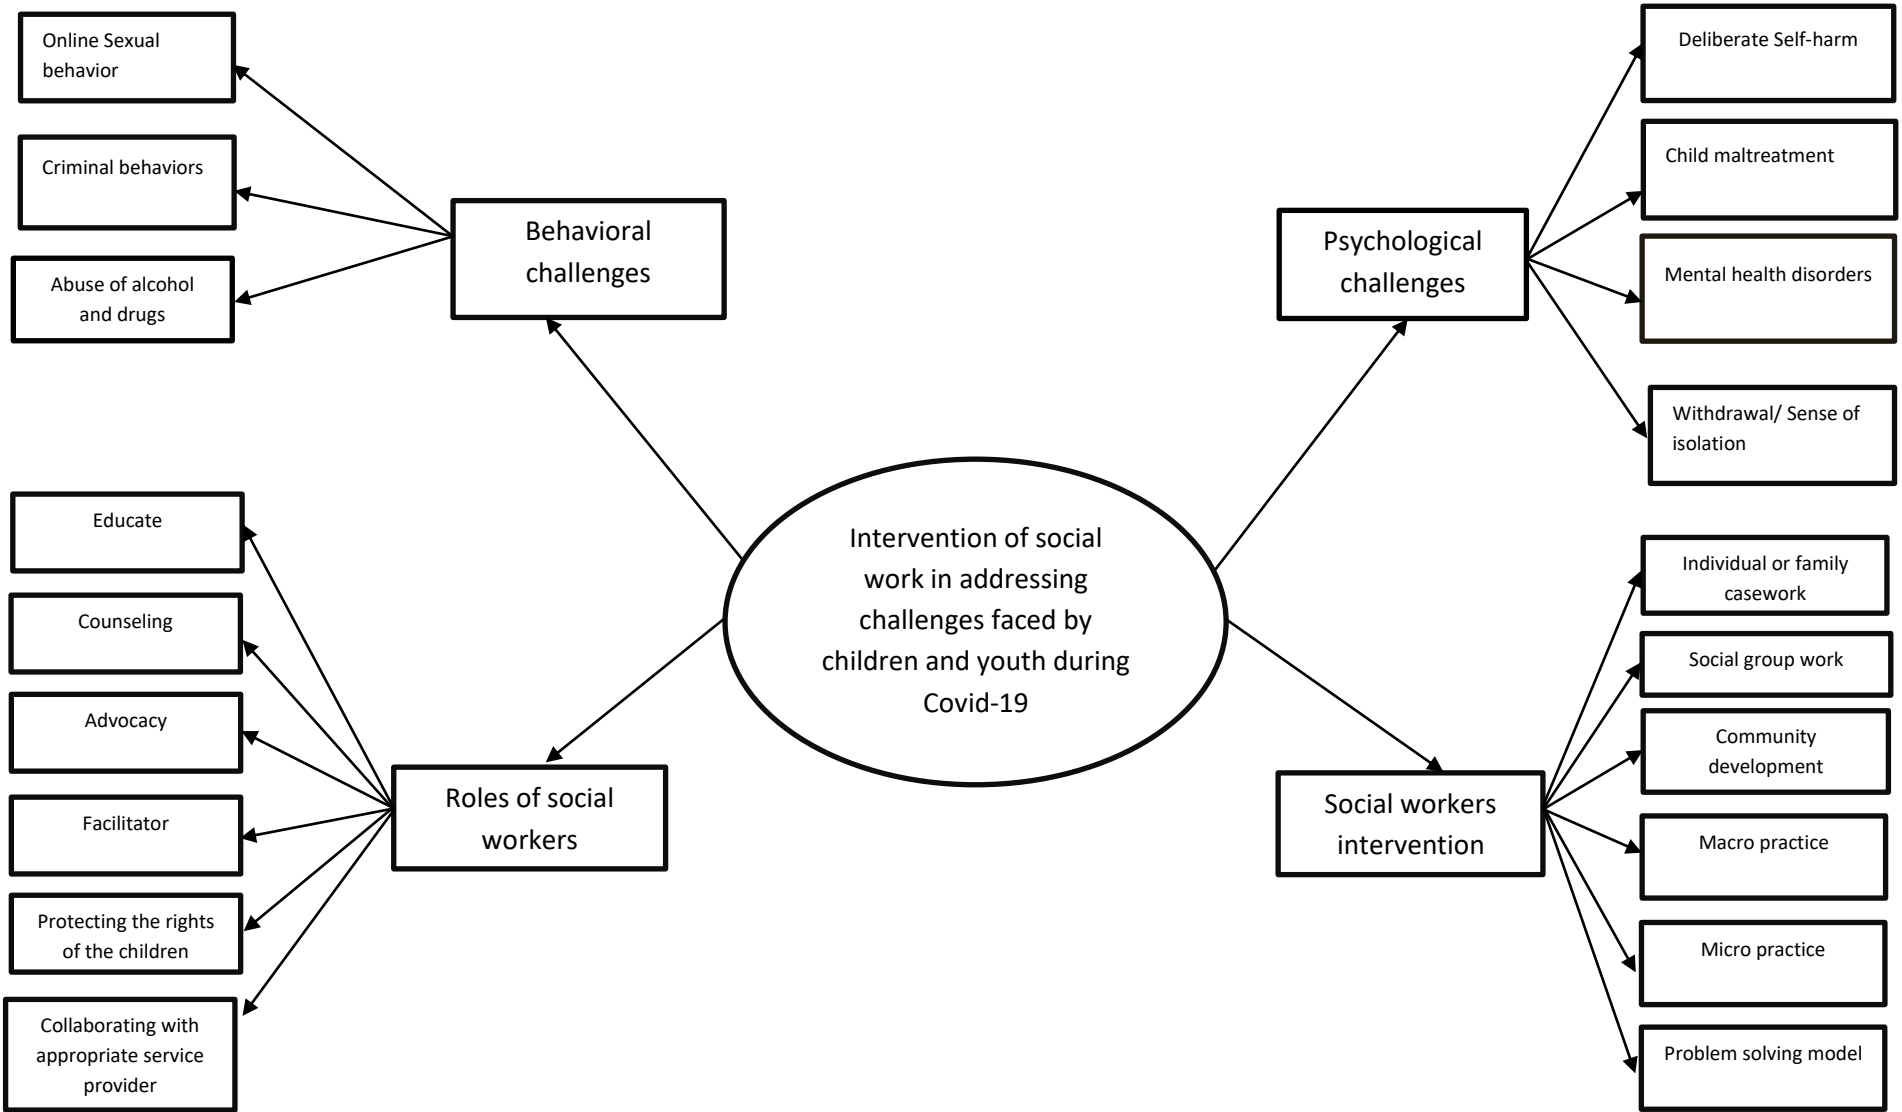 Online Sexual
behavior
Criminal behaviors
Abuse of alcohol
and drugs
Behavioral
challenges
Psychological
challenges
Deliberate Self-harm
Child maltreatment
Mental health disorders
Withdrawal/ Sense of
isolation
Intervention of social
work in addressing
challenges faced by
children and youth during
Covid-19
Educate
Counseling
Advocacy
Facilitator
Protecting the rights
of the children
Collaborating with
appropriate service
provider
Roles of social
workers
Social workers
intervention
Individual or family
casework
Social group work
Community
development
Macro practice
Micro practice
Problem solving model